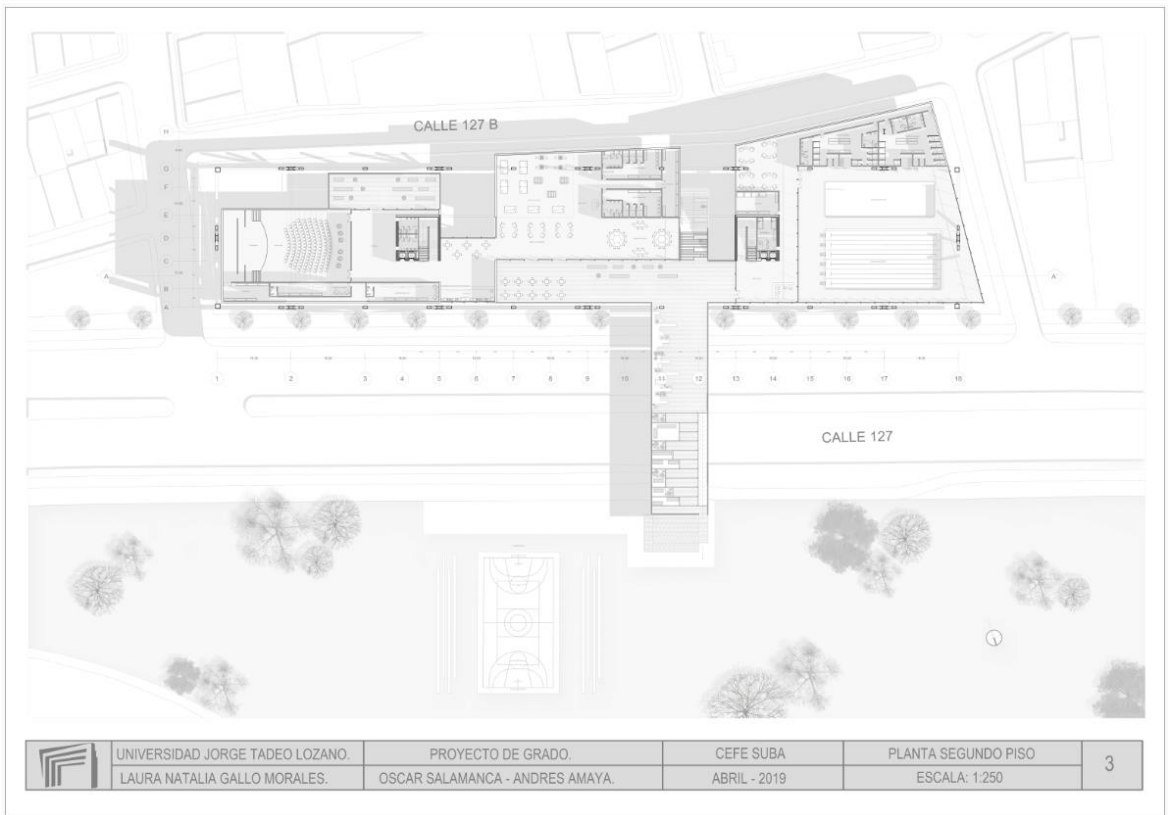 CALLE 127 B
H
G
F
E
D
C
B
A
A
A'
1 2 3 4 5 6 7 8 9 10 11 12 13 14 15 16 17 18
CALLE 127
UNIVERSIDAD JORGE TADEO LOZANO.
LAURA NATALIA GALLO MORALES.
PROYECTO DE GRADO.
OSCAR SALAMANCA - ANDRES AMAYA.
CEFE SUBA
ABRIL - 2019
PLANTA SEGUNDO PISO
ESCALA: 1:250
3